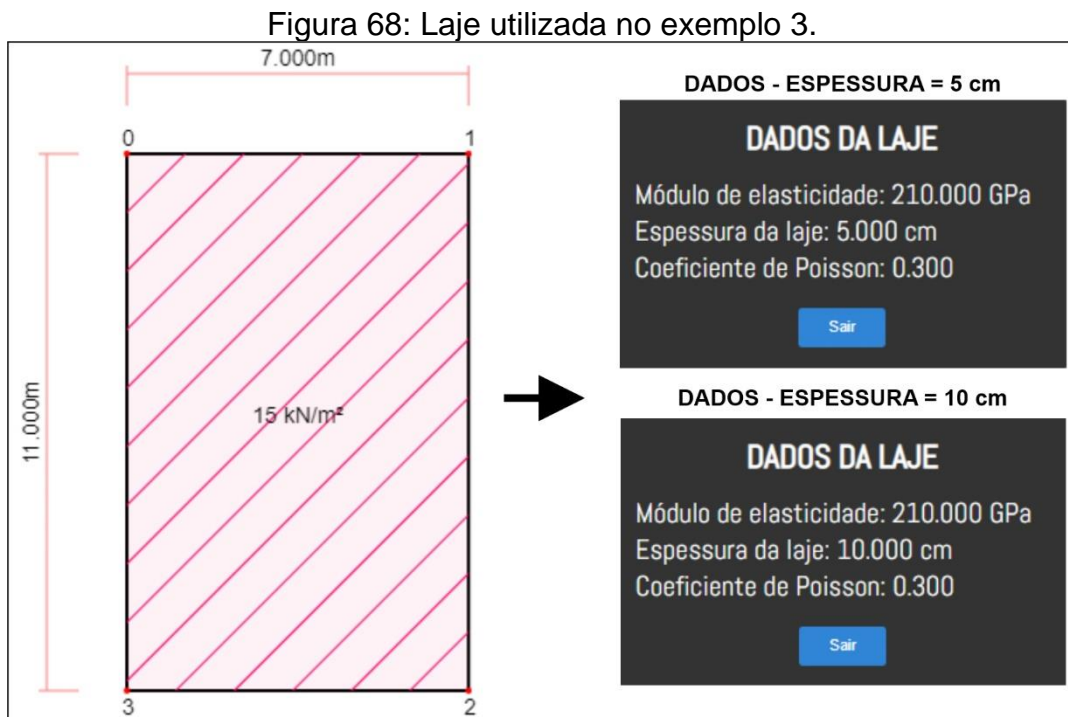 Figura 68: Laje utilizada no exemplo 3.
7.000m
0
1
11.000m
15 kN/m²
3
2
DADOS - ESPESSURA = 5 cm
DADOS DA LAJE
Módulo de elasticidade: 210.000 GPa
Espessura da laje: 5.000 cm
Coeficiente de Poisson: 0.300
Sair
DADOS - ESPESSURA = 10 cm
DADOS DA LAJE
Módulo de elasticidade: 210.000 GPa
Espessura da laje: 10.000 cm
Coeficiente de Poisson: 0.300
Sair